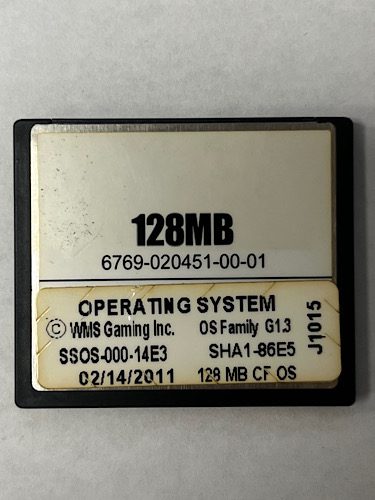 128MB
6769-020451-00-01
OPERATING SYSTEM
© WMS Gaming Inc. OS Family G1.3
SSOS-000-14E3 SHA1-86E5
02/14/2011 128 MB CF OS
J1015